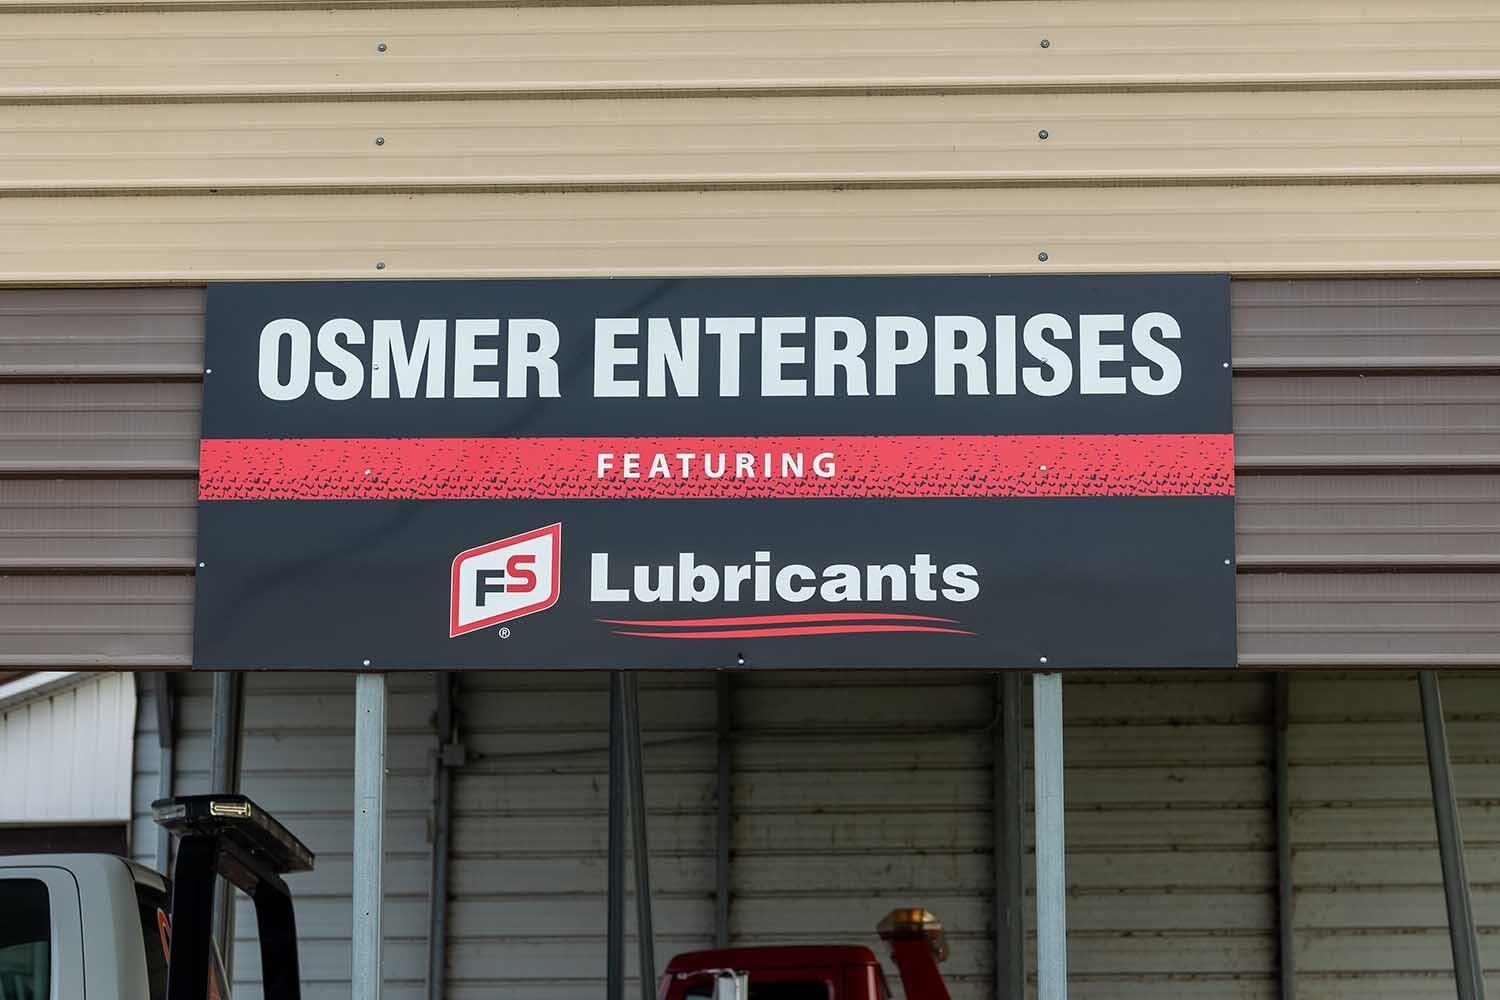 OSMER ENTERPRISES
FEATURING
FS® Lubricants